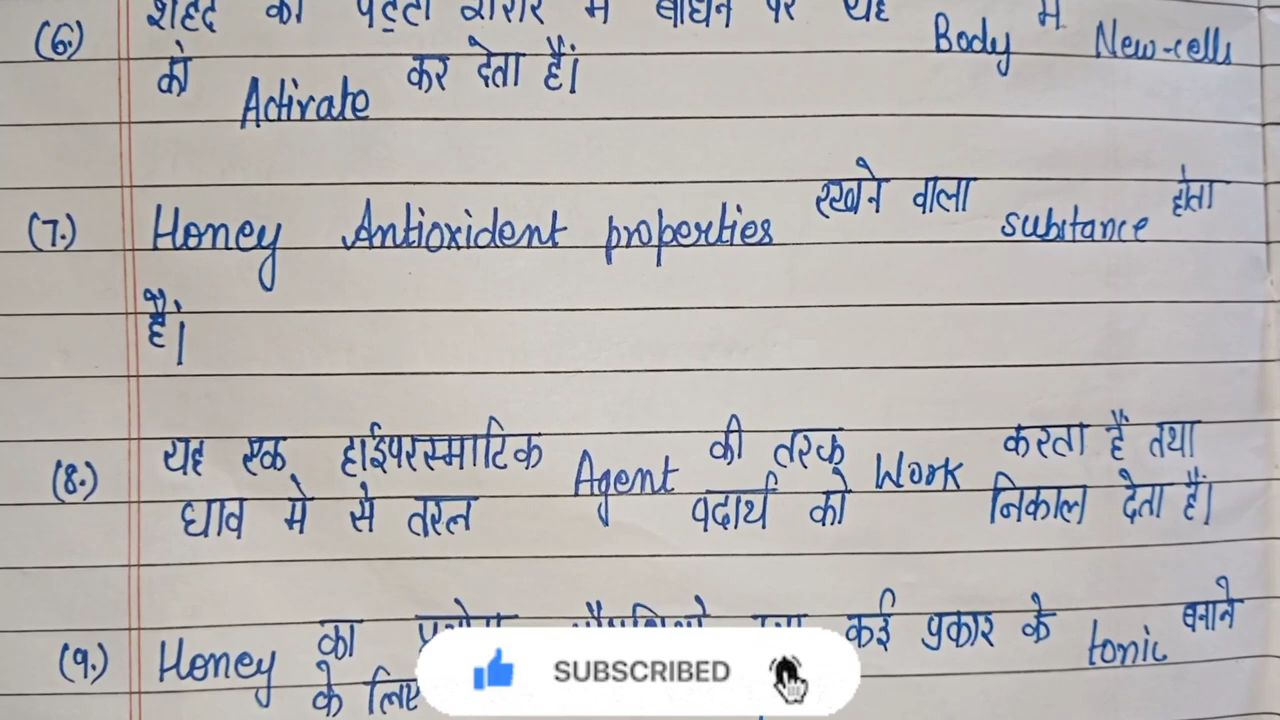 (6.) शहद की पट्टी शरीर में बांधने पर यह Body में New-cells
को Activate कर देता हैं।
(7.) Honey Antioxident properties रखने वाला substance होता
हैं।
(8.) यह एक हाईपरस्माटिक Agent की तरफ Work करता हैं तथा
घाव मे से तरल पदार्थ को निकाल देता हैं।
(9.) Honey का कई प्रकार के tonic बनाने
के लिए
SUBSCRIBED